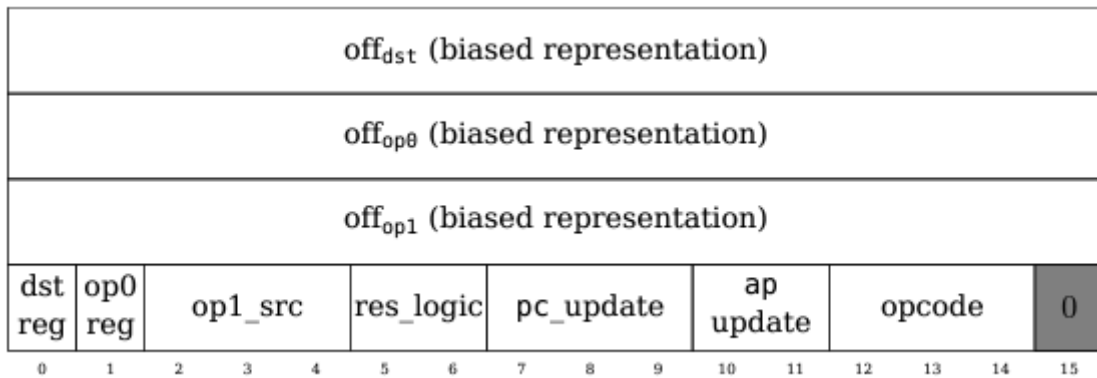 off_dst (biased representation)
off_op0 (biased representation)
off_op1 (biased representation)
dst reg op0 reg op1_src res_logic pc_update ap update opcode 0
0 1 2 3 4 5 6 7 8 9 10 11 12 13 14 15